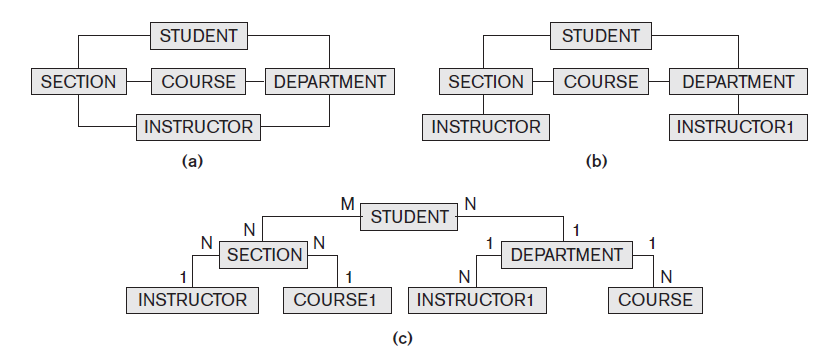 STUDENT
SECTION COURSE DEPARTMENT
INSTRUCTOR
(a)
STUDENT
SECTION COURSE DEPARTMENT
INSTRUCTOR INSTRUCTOR1
(b)
M STUDENT N
N 1
N SECTION N 1 DEPARTMENT 1
1 1 N N
INSTRUCTOR COURSE1 INSTRUCTOR1 COURSE
(c)